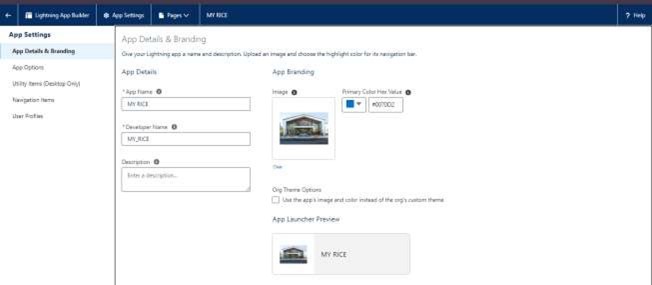 Lightning App Builder
App Settings
Pages
MY RICE
? Help
App Settings
App Details & Branding
App Options
Utility Items (Desktop Only)
Navigation Items
User Profiles
App Details & Branding
Give your Lightning app a name and description. Upload an image and choose the highlight color for its navigation bar.
App Details
* App Name
MY RICE
* Developer Name
MY_RICE
Description
Enter a description...
App Branding
Image
Primary Color Hex Value
#0070D2
Clear
Org Theme Options
Use the app's image and color instead of the org's custom theme
App Launcher Preview
MY RICE